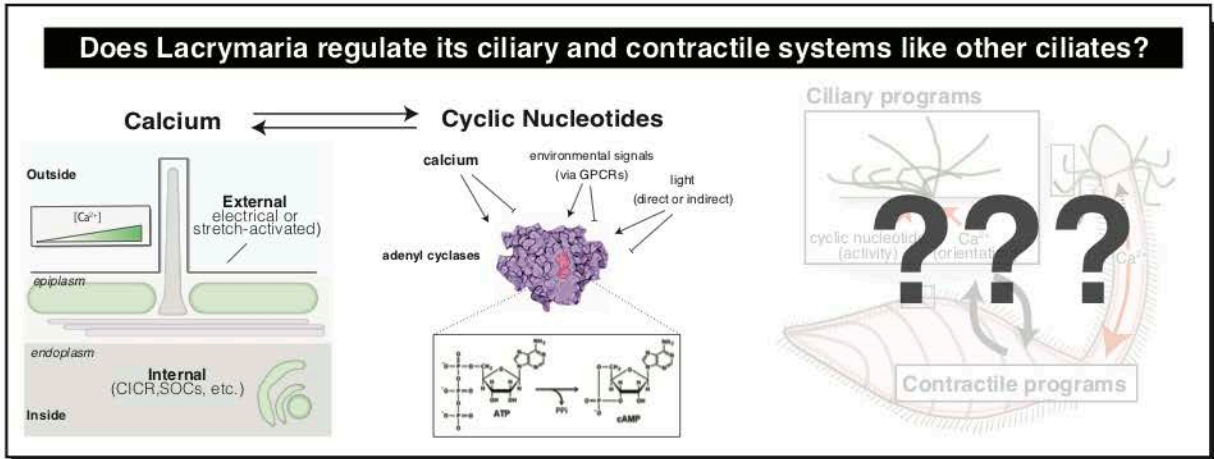 Does Lacrymaria regulate its ciliary and contractile systems like other ciliates?
Calcium
Cyclic Nucleotides
Outside
[Ca²⁺]
External
electrical or
stretch-activated)
epiplasm
endoplasm
Internal
(CICR,SOCs, etc.)
Inside
calcium
environmental signals
(via GPCRs)
light
(direct or indirect)
adenyl cyclases
ATP
PPi
cAMP
Ciliary programs
cyclic nucleotide
(activity)
Ca²⁺
(orientation
???
Ca²⁺
Contractile programs